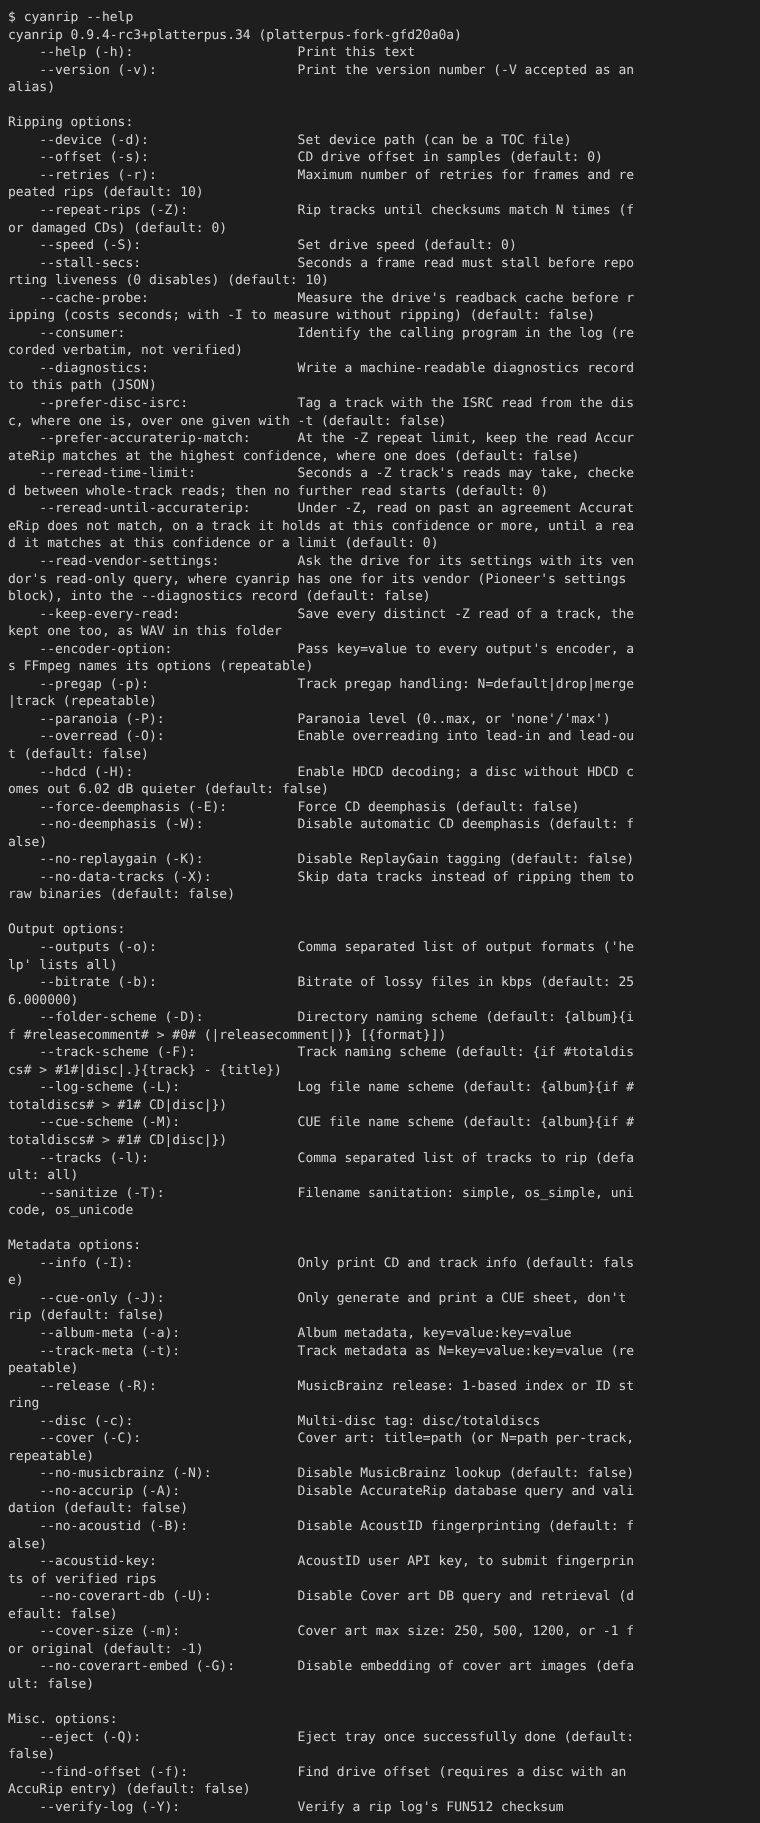 $ cyanrip --help
cyanrip 0.9.4-rc3+platterpus.34 (platterpus-fork-gfd20a0a)
    --help (-h):                     Print this text
    --version (-v):                  Print the version number (-V accepted as an
alias)

Ripping options:
    --device (-d):                   Set device path (can be a TOC file)
    --offset (-s):                   CD drive offset in samples (default: 0)
    --retries (-r):                  Maximum number of retries for frames and re
peated rips (default: 10)
    --repeat-rips (-Z):              Rip tracks until checksums match N times (f
or damaged CDs) (default: 0)
    --speed (-S):                    Set drive speed (default: 0)
    --stall-secs:                    Seconds a frame read must stall before repo
rting liveness (0 disables) (default: 10)
    --cache-probe:                   Measure the drive's readback cache before r
ipping (costs seconds; with -I to measure without ripping) (default: false)
    --consumer:                      Identify the calling program in the log (re
corded verbatim, not verified)
    --diagnostics:                   Write a machine-readable diagnostics record
to this path (JSON)
    --prefer-disc-isrc:              Tag a track with the ISRC read from the dis
c, where one is, over one given with -t (default: false)
    --prefer-accuraterip-match:      At the -Z repeat limit, keep the read Accur
ateRip matches at the highest confidence, where one does (default: false)
    --reread-time-limit:             Seconds a -Z track's reads may take, checke
d between whole-track reads; then no further read starts (default: 0)
    --reread-until-accuraterip:      Under -Z, read on past an agreement Accurat
eRip does not match, on a track it holds at this confidence or more, until a rea
d it matches at this confidence or a limit (default: 0)
    --read-vendor-settings:          Ask the drive for its settings with its ven
dor's read-only query, where cyanrip has one for its vendor (Pioneer's settings
block), into the --diagnostics record (default: false)
    --keep-every-read:               Save every distinct -Z read of a track, the
kept one too, as WAV in this folder
    --encoder-option:                Pass key=value to every output's encoder, a
s FFmpeg names its options (repeatable)
    --pregap (-p):                   Track pregap handling: N=default|drop|merge
|track (repeatable)
    --paranoia (-P):                 Paranoia level (0..max, or 'none'/'max')
    --overread (-O):                 Enable overreading into lead-in and lead-ou
t (default: false)
    --hdcd (-H):                     Enable HDCD decoding; a disc without HDCD c
omes out 6.02 dB quieter (default: false)
    --force-deemphasis (-E):         Force CD deemphasis (default: false)
    --no-deemphasis (-W):            Disable automatic CD deemphasis (default: f
alse)
    --no-replaygain (-K):            Disable ReplayGain tagging (default: false)
    --no-data-tracks (-X):           Skip data tracks instead of ripping them to
raw binaries (default: false)

Output options:
    --outputs (-o):                  Comma separated list of output formats ('he
lp' lists all)
    --bitrate (-b):                  Bitrate of lossy files in kbps (default: 25
6.000000)
    --folder-scheme (-D):            Directory naming scheme (default: {album}{i
f #releasecomment# > #0# (|releasecomment|)} [{format}])
    --track-scheme (-F):             Track naming scheme (default: {if #totaldis
cs# > #1#|disc|.}{track} - {title})
    --log-scheme (-L):               Log file name scheme (default: {album}{if #
totaldiscs# > #1# CD|disc|})
    --cue-scheme (-M):               CUE file name scheme (default: {album}{if #
totaldiscs# > #1# CD|disc|})
    --tracks (-l):                   Comma separated list of tracks to rip (defa
ult: all)
    --sanitize (-T):                 Filename sanitation: simple, os_simple, uni
code, os_unicode

Metadata options:
    --info (-I):                     Only print CD and track info (default: fals
e)
    --cue-only (-J):                 Only generate and print a CUE sheet, don't
rip (default: false)
    --album-meta (-a):               Album metadata, key=value:key=value
    --track-meta (-t):               Track metadata as N=key=value:key=value (re
peatable)
    --release (-R):                  MusicBrainz release: 1-based index or ID st
ring
    --disc (-c):                     Multi-disc tag: disc/totaldiscs
    --cover (-C):                    Cover art: title=path (or N=path per-track,
repeatable)
    --no-musicbrainz (-N):           Disable MusicBrainz lookup (default: false)
    --no-accurip (-A):               Disable AccurateRip database query and vali
dation (default: false)
    --no-acoustid (-B):              Disable AcoustID fingerprinting (default: f
alse)
    --acoustid-key:                  AcoustID user API key, to submit fingerprin
ts of verified rips
    --no-coverart-db (-U):           Disable Cover art DB query and retrieval (d
efault: false)
    --cover-size (-m):               Cover art max size: 250, 500, 1200, or -1 f
or original (default: -1)
    --no-coverart-embed (-G):        Disable embedding of cover art images (defa
ult: false)

Misc. options:
    --eject (-Q):                    Eject tray once successfully done (default:
false)
    --find-offset (-f):              Find drive offset (requires a disc with an
AccuRip entry) (default: false)
    --verify-log (-Y):               Verify a rip log's FUN512 checksum